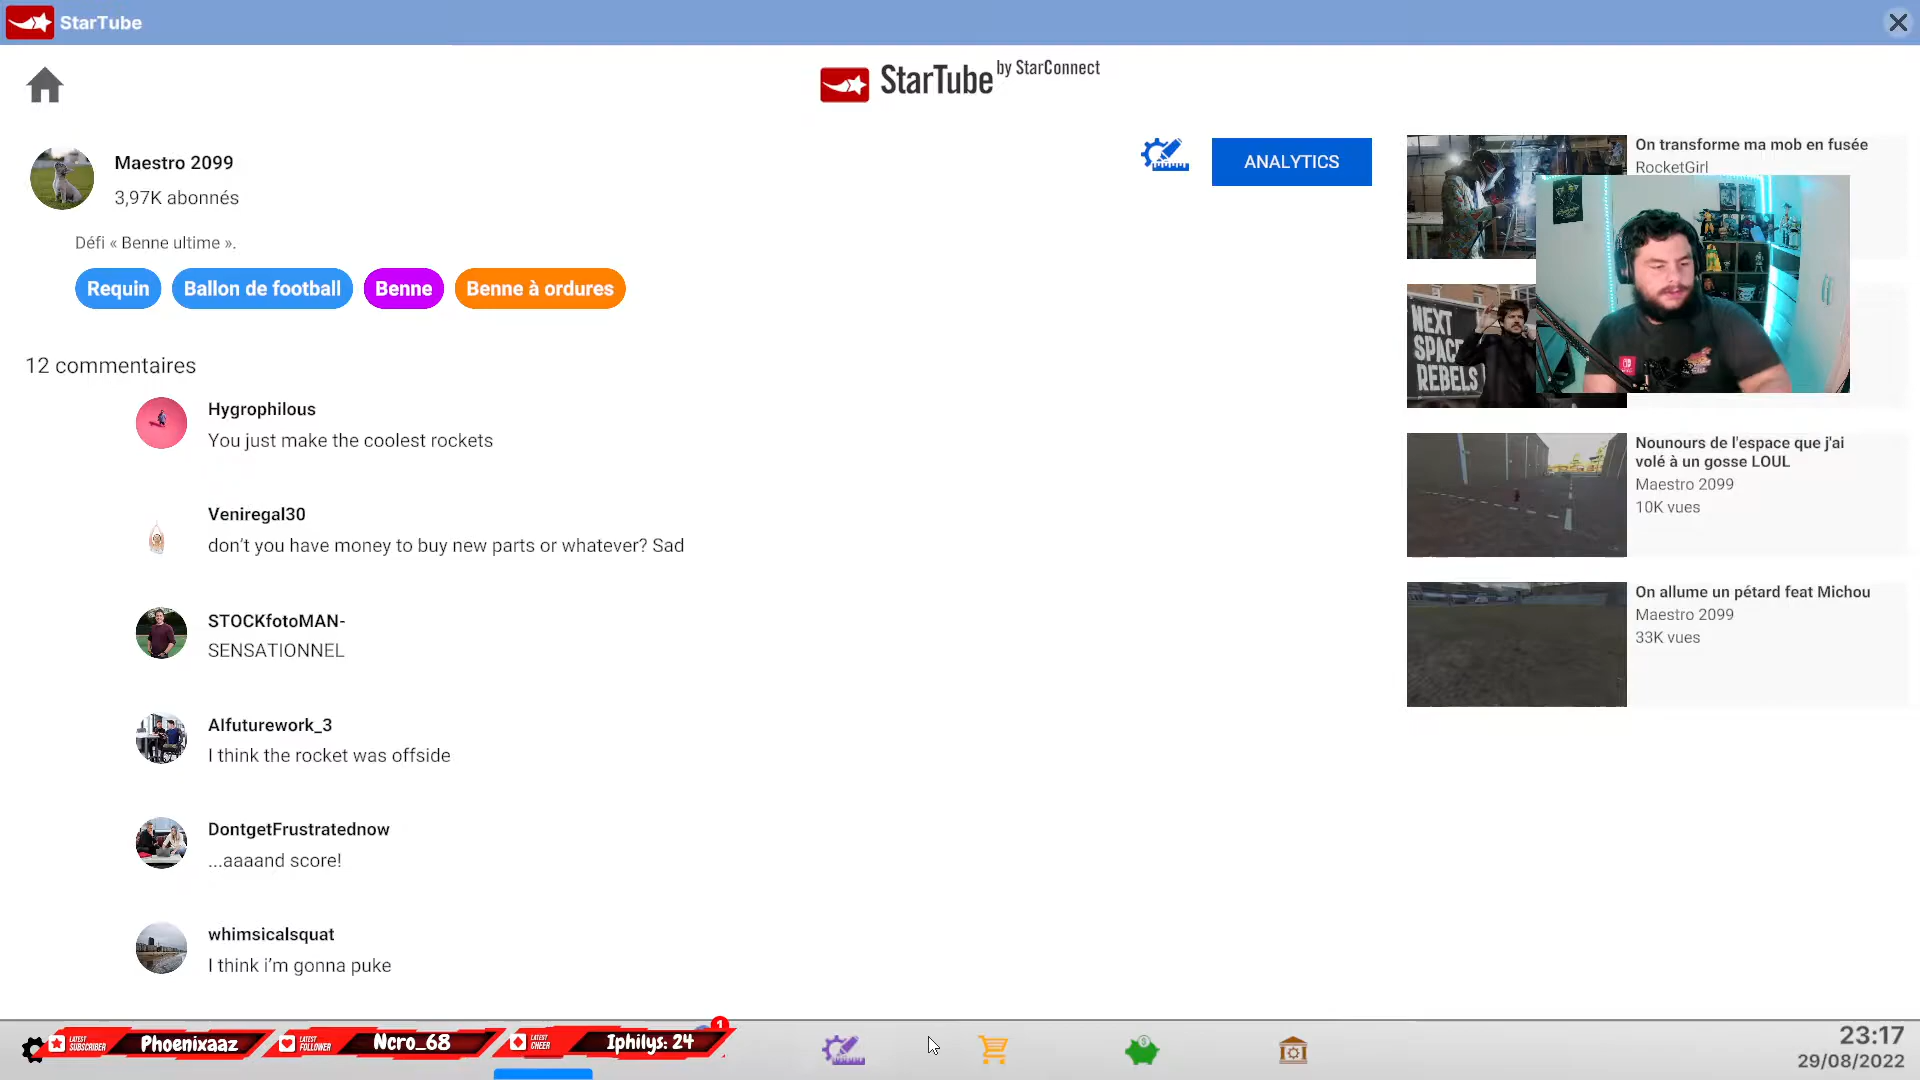 StarTube
StarTube by StarConnect
Maestro 2099
3,97K abonnés
ANALYTICS
Défi « Benne ultime ».
Requin
Ballon de football
Benne
Benne à ordures
12 commentaires
Hygrophilous
You just make the coolest rockets
Veniregal30
don’t you have money to buy new parts or whatever? Sad
STOCKfotoMAN-
SENSATIONNEL
Alfuturework_3
I think the rocket was offside
DontgetFrustratednow
...aaaand score!
whimsicalsquat
I think i’m gonna puke
On transforme ma mob en fusée
RocketGirl
NEXT
SPACE
REBELS
Nounours de l'espace que j'ai
volé à un gosse LOUL
Maestro 2099
10K vues
On allume un pétard feat Michou
Maestro 2099
33K vues
LATEST
SUBSCRIBER
Phoenixaaz
LATEST
FOLLOWER
Ncro_68
LATEST
CHEER
Iphilys: 24
1
23:17
29/08/2022